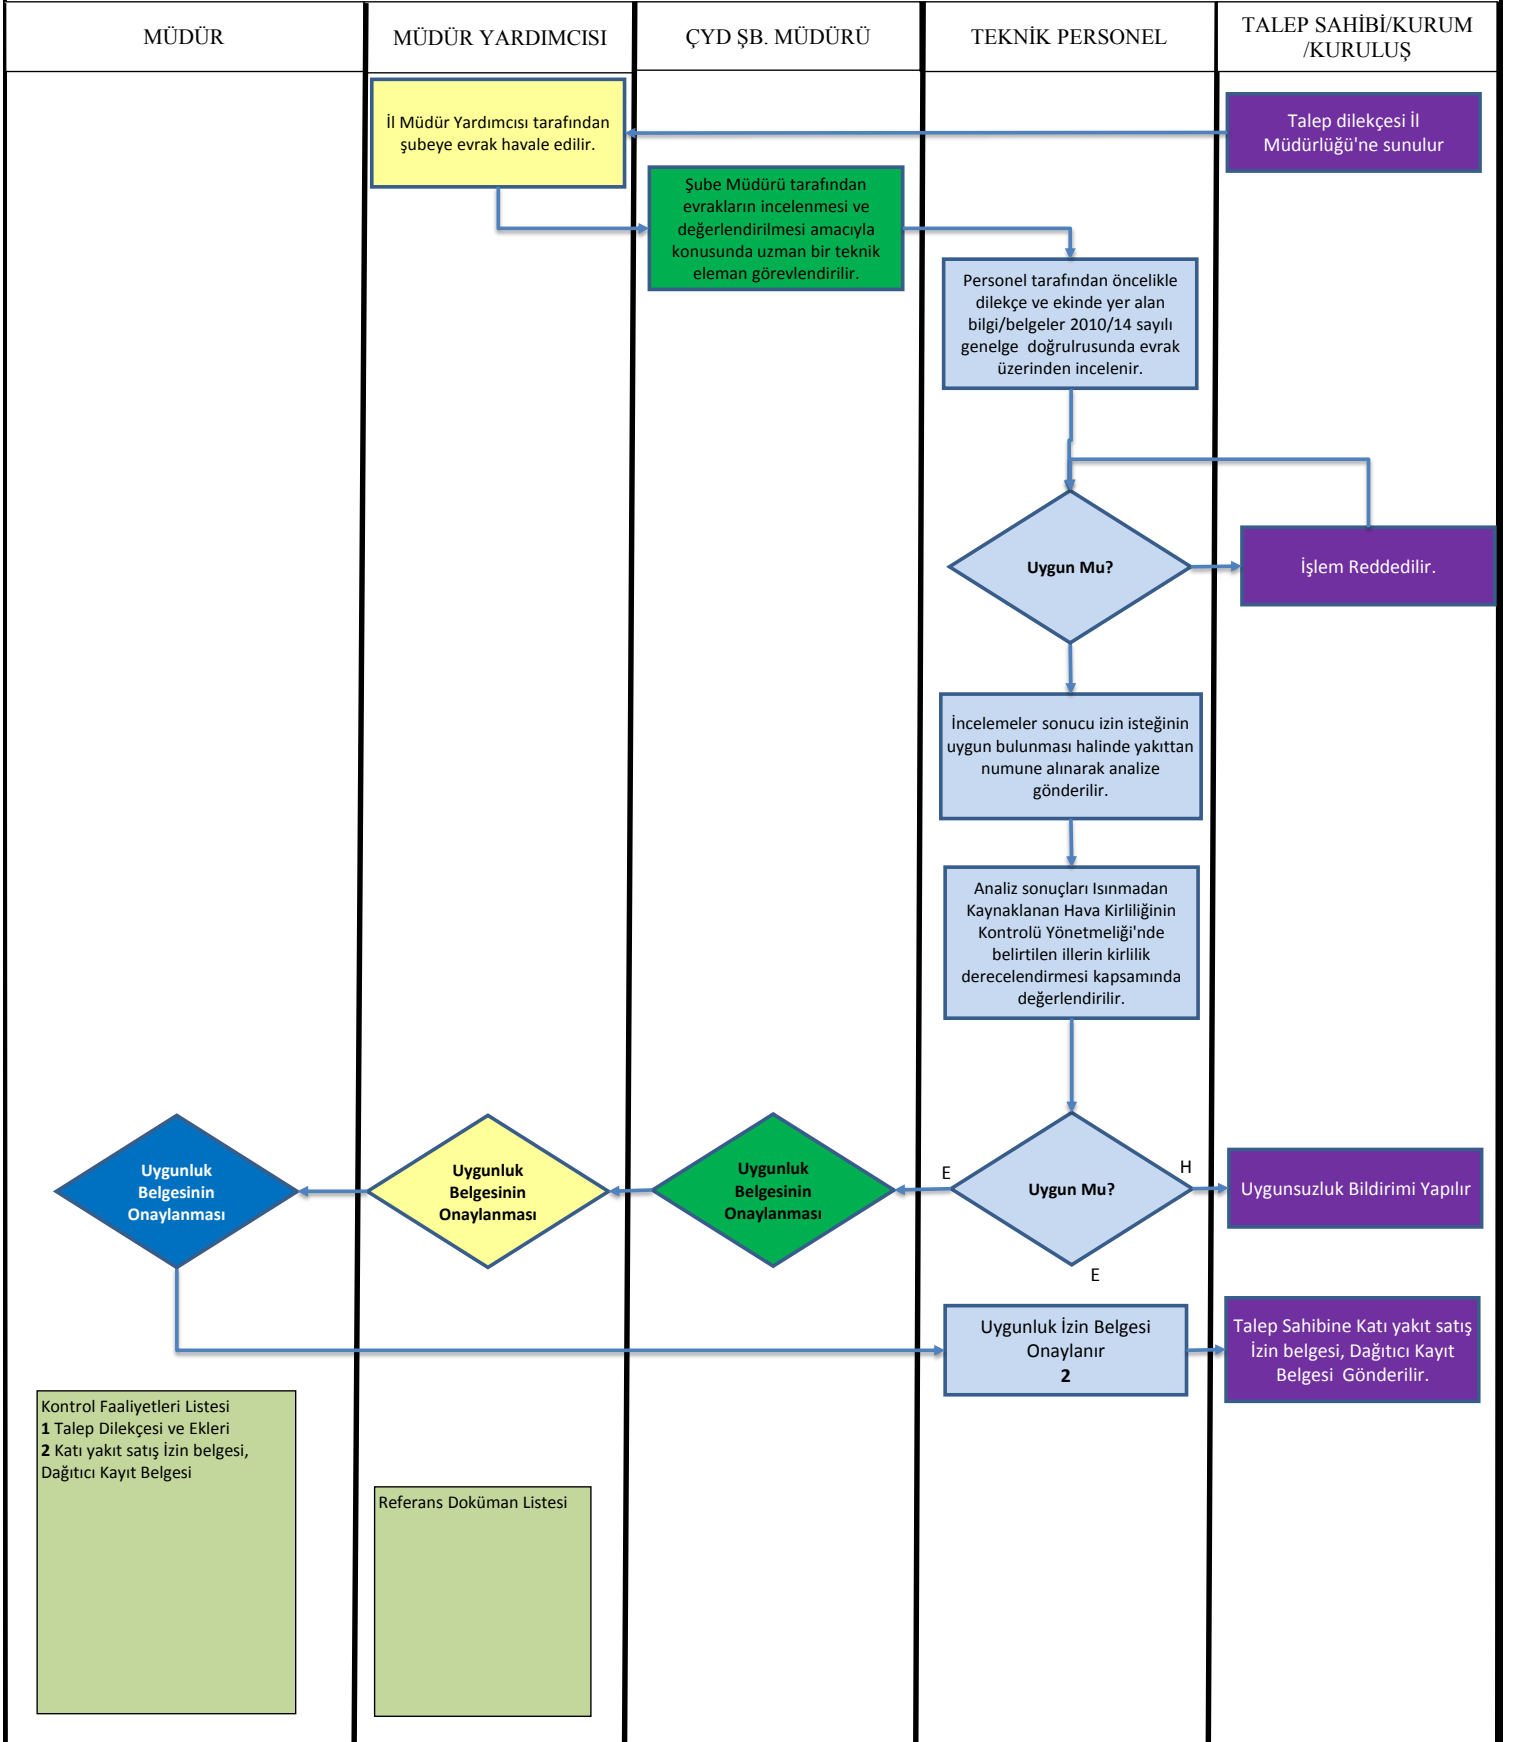 MÜDÜR
MÜDÜR YARDIMCISI
ÇYD ŞB. MÜDÜRÜ
TEKNİK PERSONEL
TALEP SAHİBİ/KURUM
/KURULUŞ
Talep dilekçesi İl
Müdürlüğü'ne sunulur
İl Müdür Yardımcısı tarafından
şubeye evrak havale edilir.
Şube Müdürü tarafından
evrakların incelenmesi ve
değerlendirilmesi amacıyla
konusunda uzman bir teknik
eleman görevlendirilir.
Personel tarafından öncelikle
dilekçe ve ekinde yer alan
bilgi/belgeler 2010/14 sayılı
genelge  doğrulrusunda evrak
üzerinden incelenir.
Uygun Mu?
İşlem Reddedilir.
İncelemeler sonucu izin isteğinin
uygun bulunması halinde yakıttan
numune alınarak analize
gönderilir.
Analiz sonuçları Isınmadan
Kaynaklanan Hava Kirliliğinin
Kontrolü Yönetmeliği'nde
belirtilen illerin kirlilik
derecelendirmesi kapsamında
değerlendirilir.
Uygun Mu?
E
H
E
Uygunsuzluk Bildirimi Yapılır
Uygunluk
Belgesinin
Onaylanması
Uygunluk
Belgesinin
Onaylanması
Uygunluk
Belgesinin
Onaylanması
Uygunluk İzin Belgesi
Onaylanır
2
Talep Sahibine Katı yakıt satış
İzin belgesi, Dağıtıcı Kayıt
Belgesi  Gönderilir.
Kontrol Faaliyetleri Listesi
1 Talep Dilekçesi ve Ekleri
2 Katı yakıt satış İzin belgesi,
Dağıtıcı Kayıt Belgesi
Referans Doküman Listesi